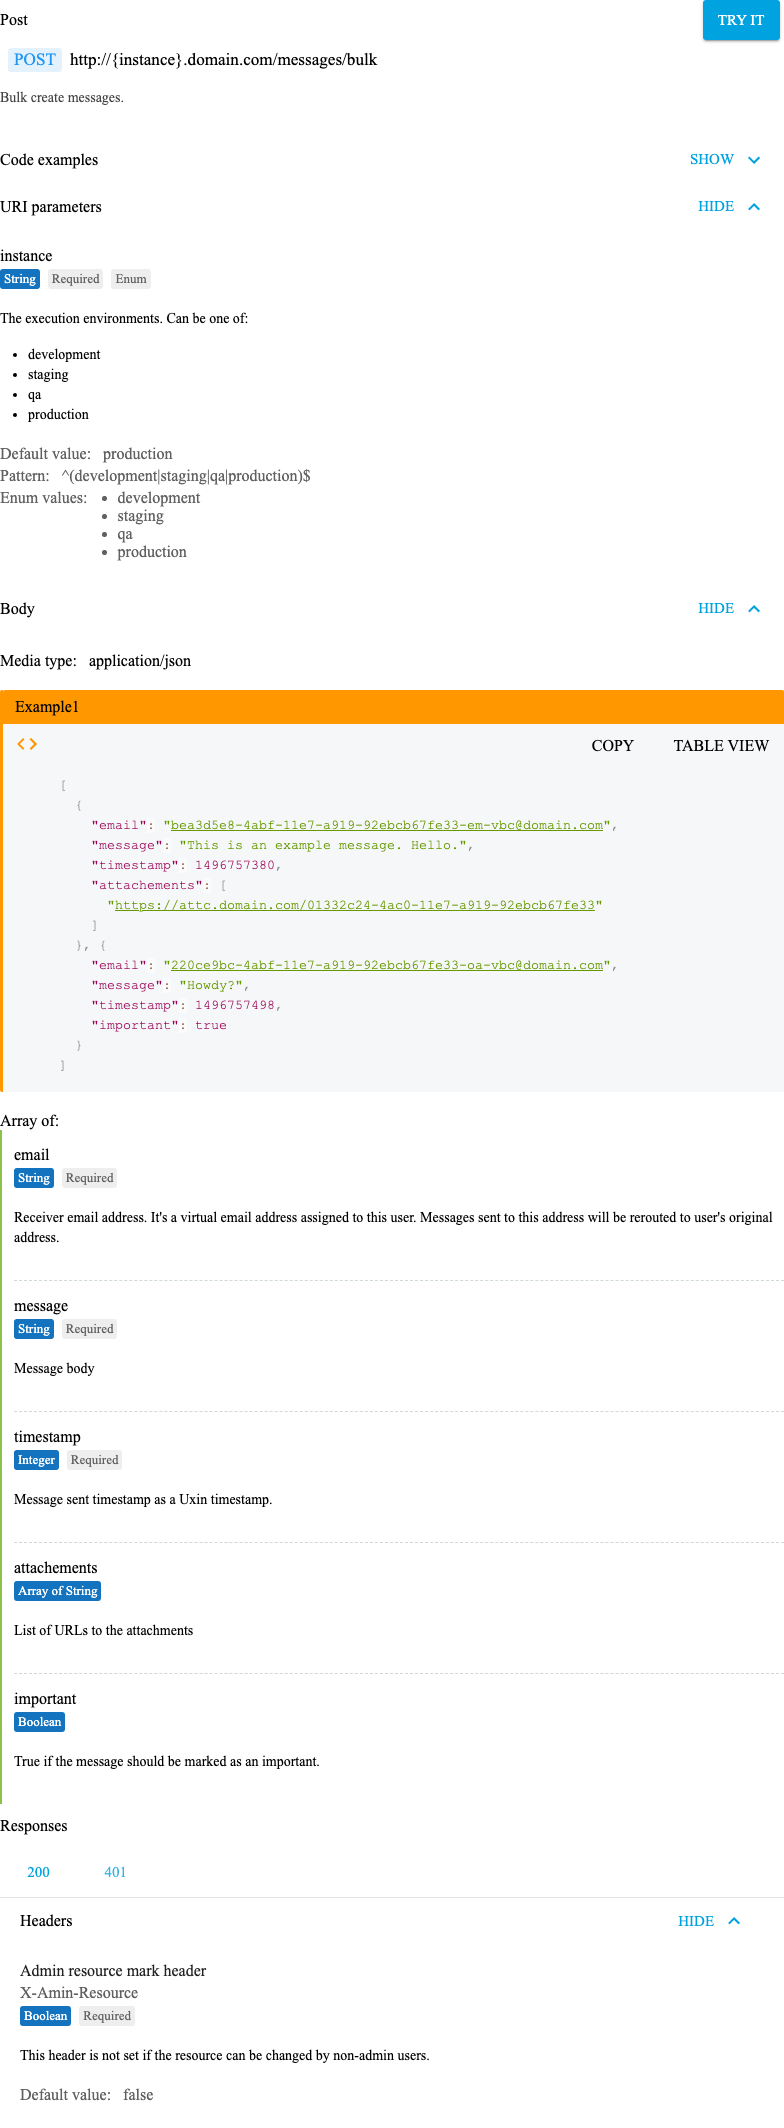 Post
TRY IT
POST http://{instance}.domain.com/messages/bulk
Bulk create messages.
Code examples
SHOW
URI parameters
HIDE
instance
String Required Enum
The execution environments. Can be one of:
• development
• staging
• qa
• production
Default value: production
Pattern: ^(development|staging|qa|production)$
Enum values: • development
• staging
• qa
• production
Body
HIDE
Media type: application/json
Example1
<> COPY TABLE VIEW
[
{
"email": "bea3d5e8-4abf-11e7-a919-92ebcb67fe33-em-vbc@domain.com",
"message": "This is an example message. Hello.",
"timestamp": 1496757380,
"attachements": [
"https://attc.domain.com/01332c24-4ac0-11e7-a919-92ebcb67fe33"
]
}, {
"email": "220ce9bc-4abf-11e7-a919-92ebcb67fe33-oa-vbc@domain.com",
"message": "Howdy?",
"timestamp": 1496757498,
"important": true
}
]
Array of:
email
String Required
Receiver email address. It's a virtual email address assigned to this user. Messages sent to this address will be rerouted to user's original
address.
message
String Required
Message body
timestamp
Integer Required
Message sent timestamp as a Uxin timestamp.
attachements
Array of String
List of URLs to the attachments
important
Boolean
True if the message should be marked as an important.
Responses
200 401
Headers
HIDE
Admin resource mark header
X-Amin-Resource
Boolean Required
This header is not set if the resource can be changed by non-admin users.
Default value: false